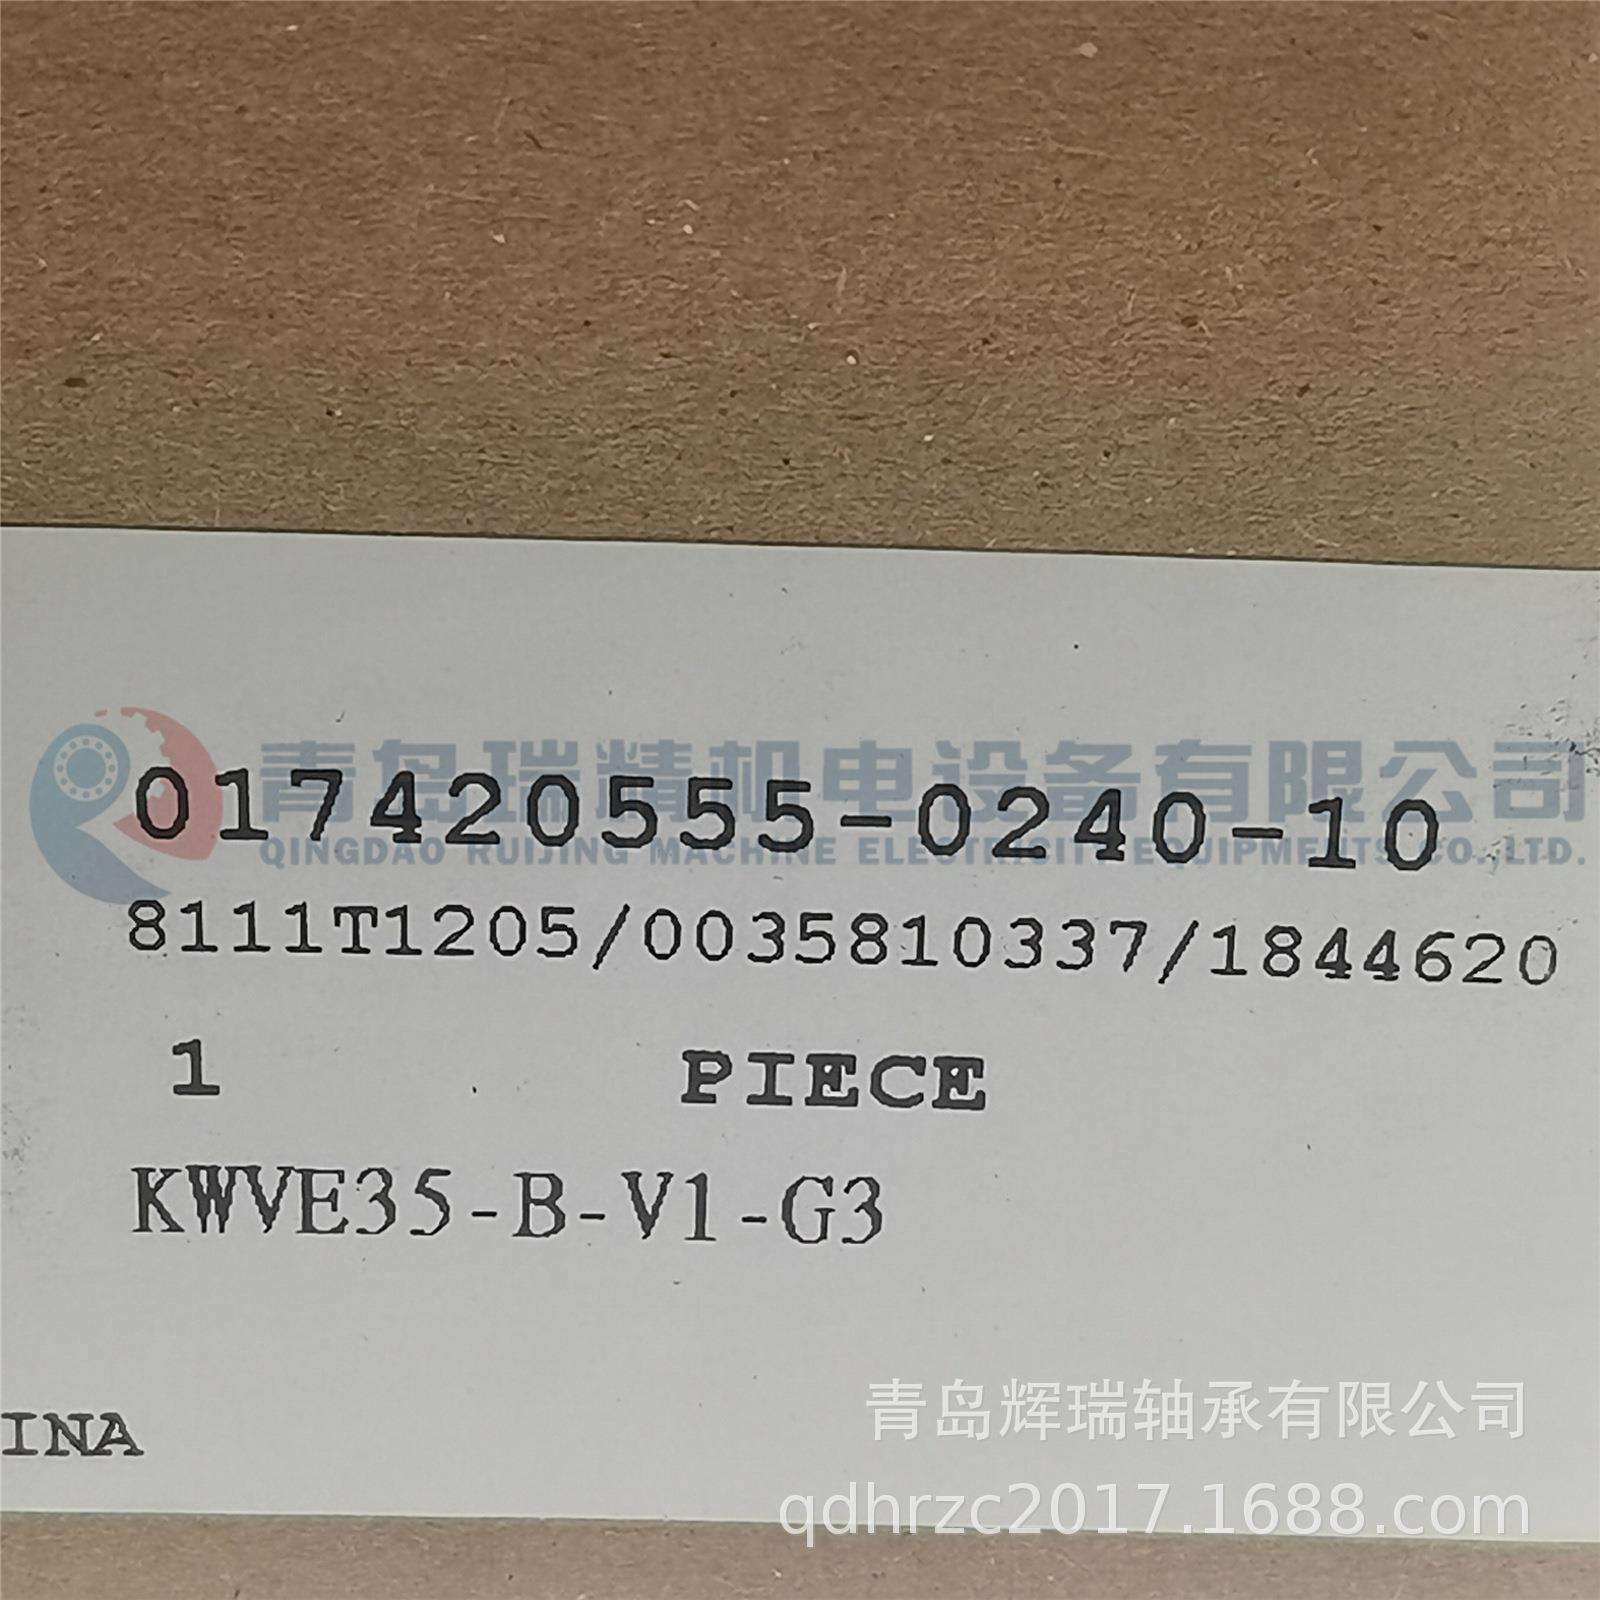 青岛瑞精机电设备有限公司
017420555-0240-10
QINGDAO RUIJING MACHINE ELECTRICIT EQUIPMENTS CO.,LTD.
8111T1205/0035810337/1844620
1 PIECE
KWVE35-B-V1-G3
青岛辉瑞轴承有限公司
INA
qdhrzc2017.1688.com